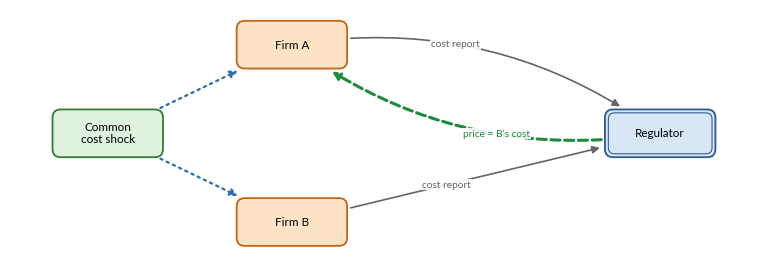 Firm A
cost report
Common
cost shock
price = B's cost
Regulator
cost report
Firm B